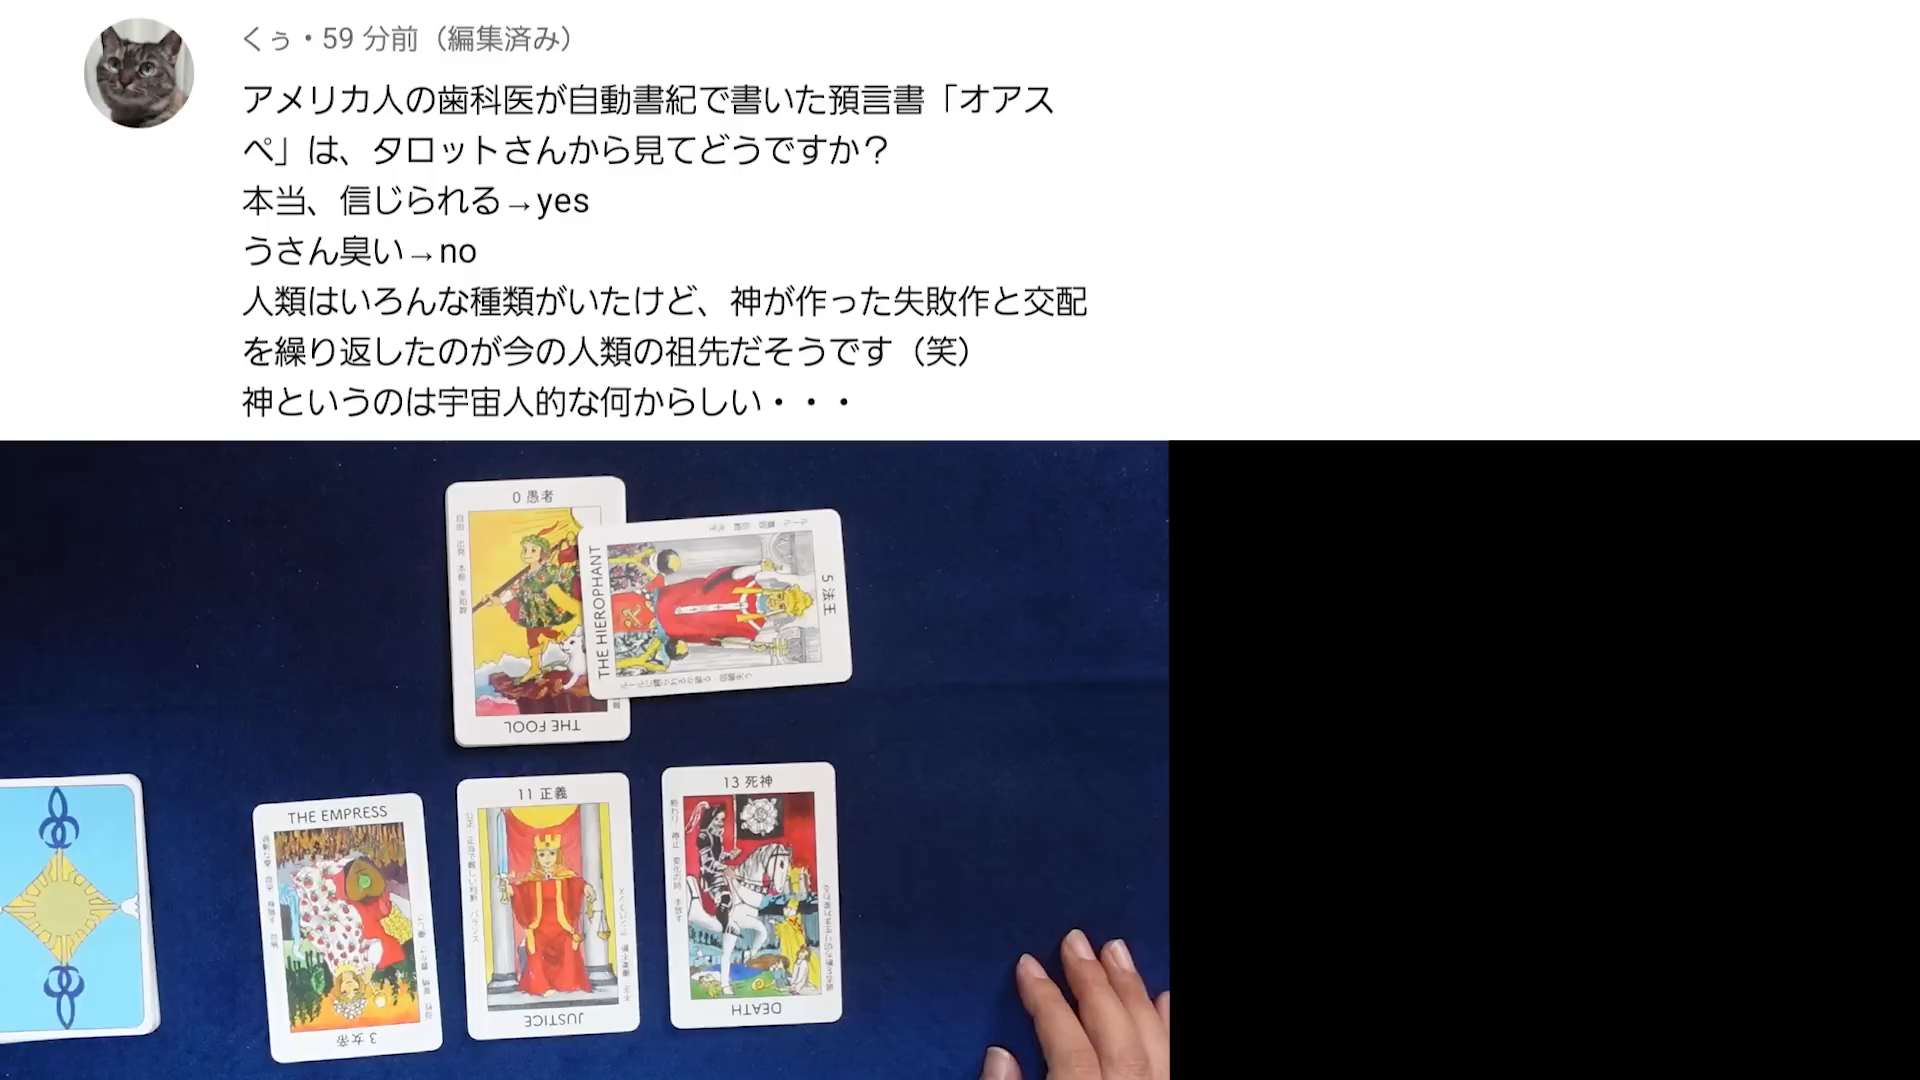 くぅ・59 分前（編集済み）
アメリカ人の歯科医が自動書紀で書いた預言書「オアス
ペ」は、タロットさんから見てどうですか？
本当、信じられる→yes
うさん臭い→no
人類はいろんな種類がいたけど、神が作った失敗作と交配
を繰り返したのが今の人類の祖先だそうです（笑）
神というのは宇宙人的な何からしい・・・
0 愚者
THE FOOL
THE HIEROPHANT
5 法王
THE EMPRESS
3 女帝
11 正義
JUSTICE
13 死神
DEATH